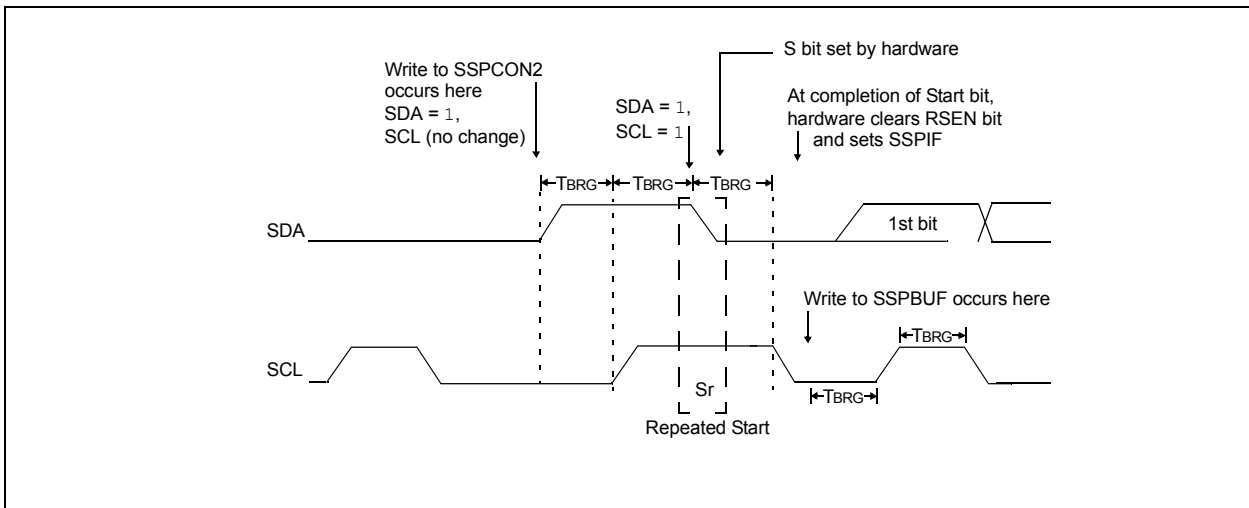 S bit set by hardware
Write to SSPCON2
occurs here
SDA = 1,
SCL (no change)
SDA = 1,
SCL = 1
At completion of Start bit,
hardware clears RSEN bit
and sets SSPIF
TBRG
TBRG
TBRG
SDA
1st bit
Write to SSPBUF occurs here
TBRG
SCL
Sr
TBRG
Repeated Start